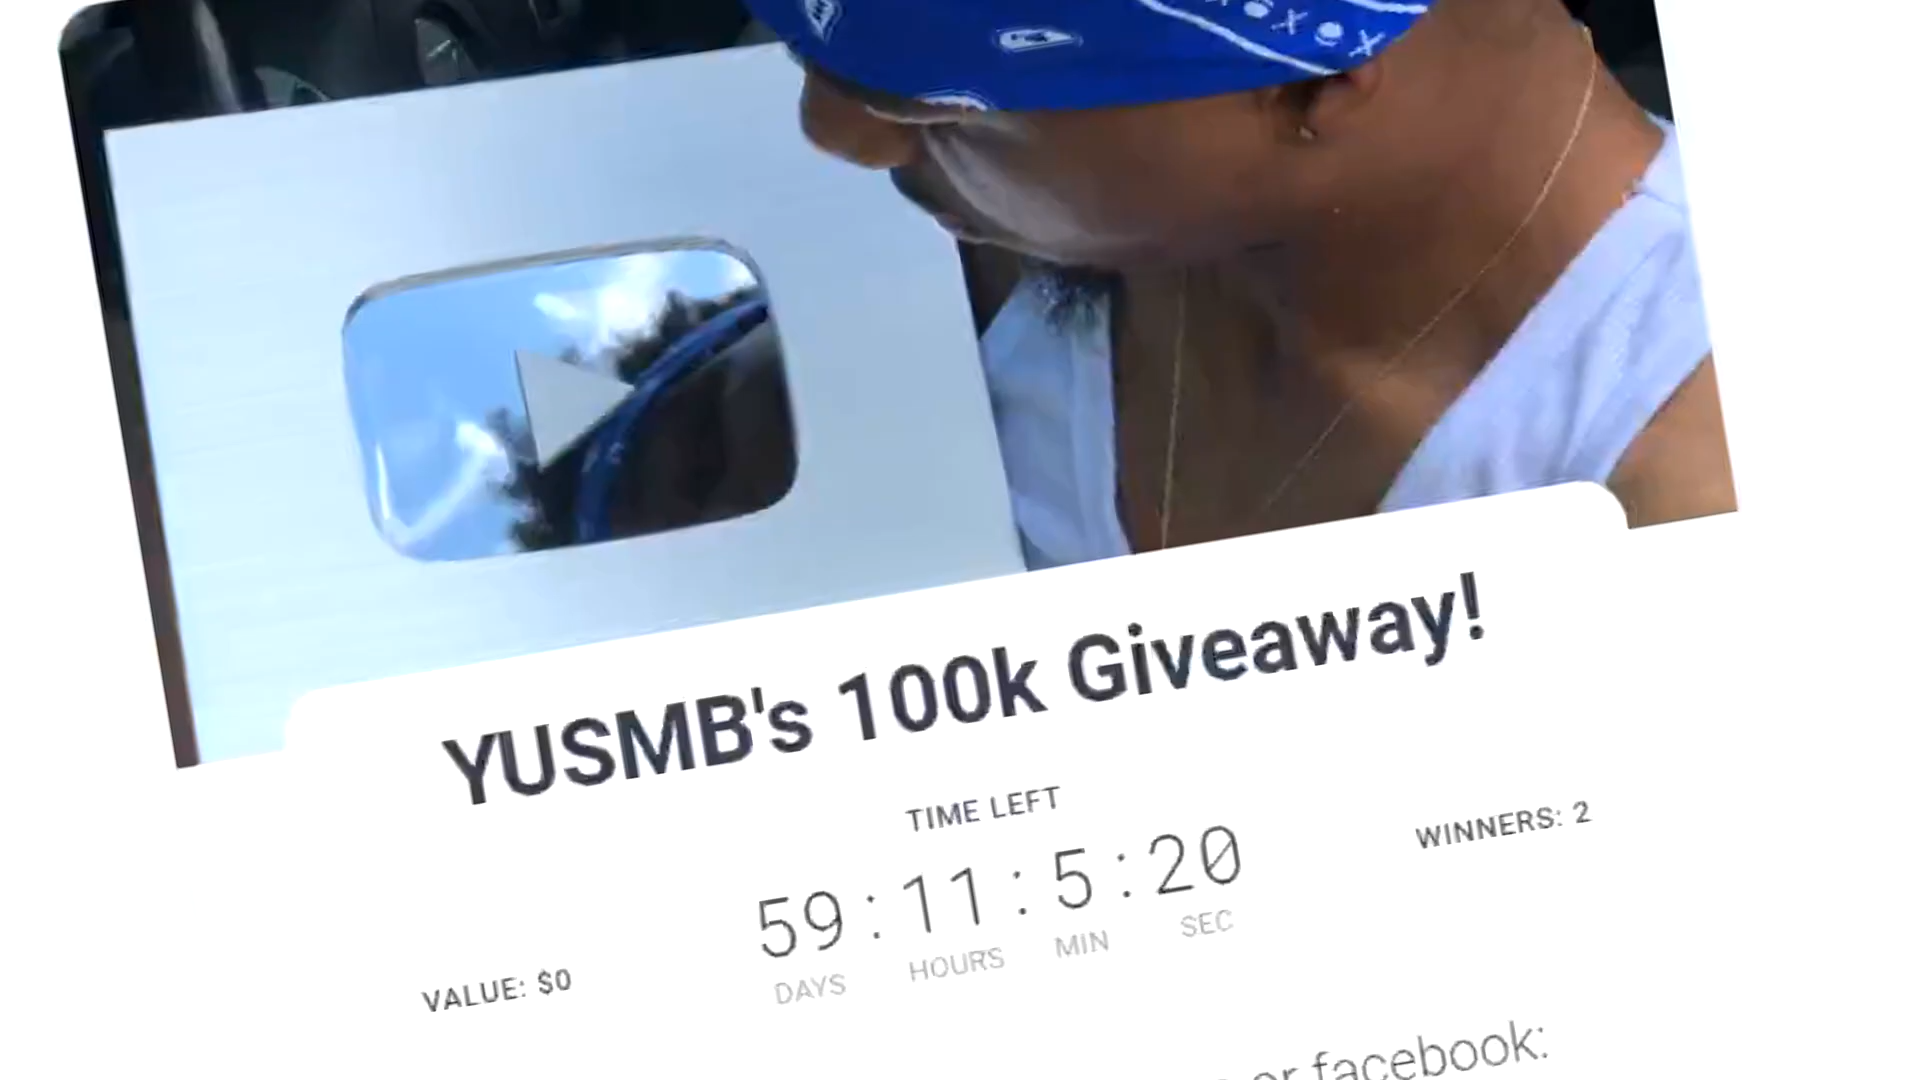 YUSMB's 100k Giveaway!
TIME LEFT
59 : 11 : 5 : 20
DAYS HOURS MIN SEC
VALUE: $0
WINNERS: 2
or facebook: